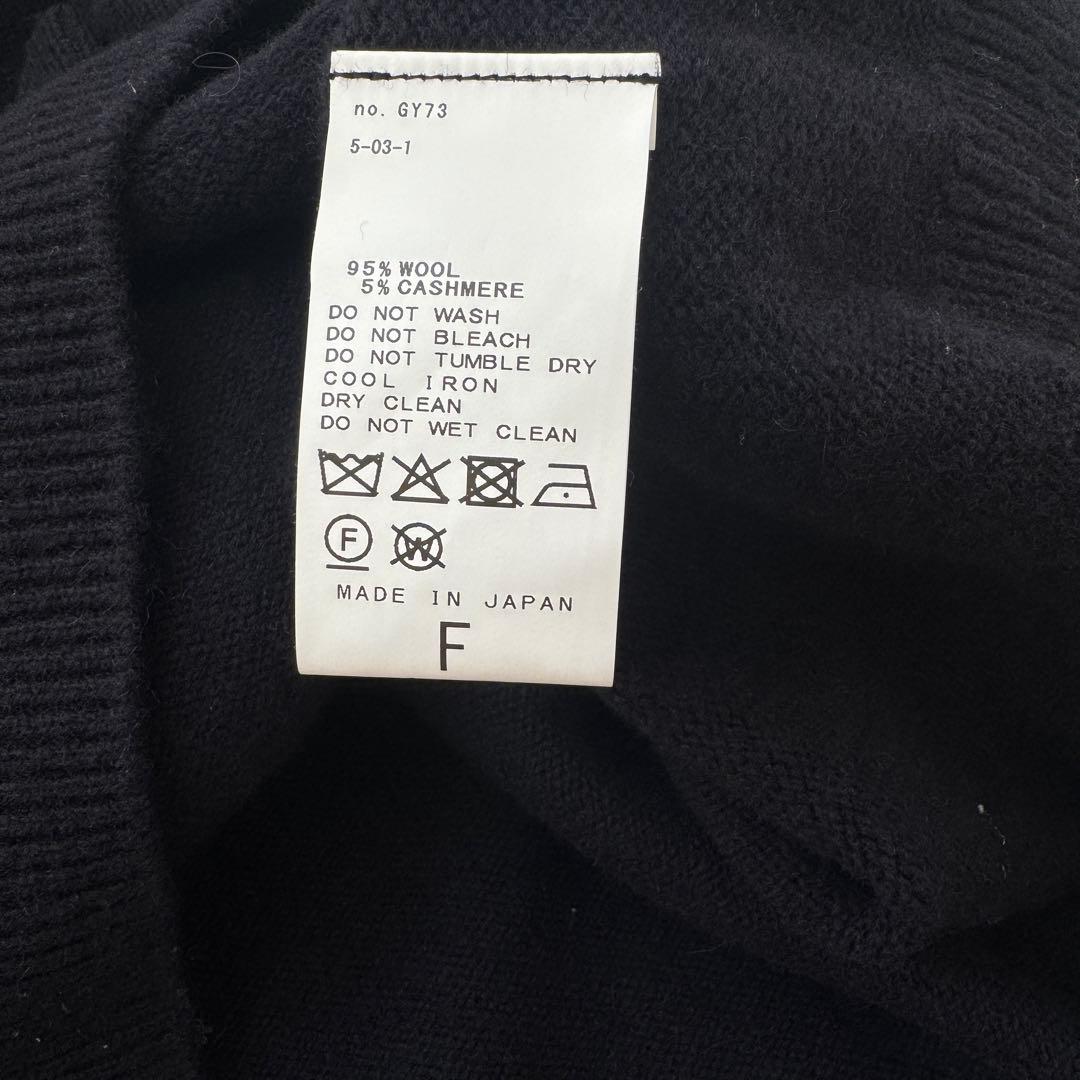 no. GY73
5-03-1
95% WOOL
5% CASHMERE
DO NOT WASH
DO NOT BLEACH
DO NOT TUMBLE DRY
COOL IRON
DRY CLEAN
DO NOT WET CLEAN
F W
MADE IN JAPAN
F